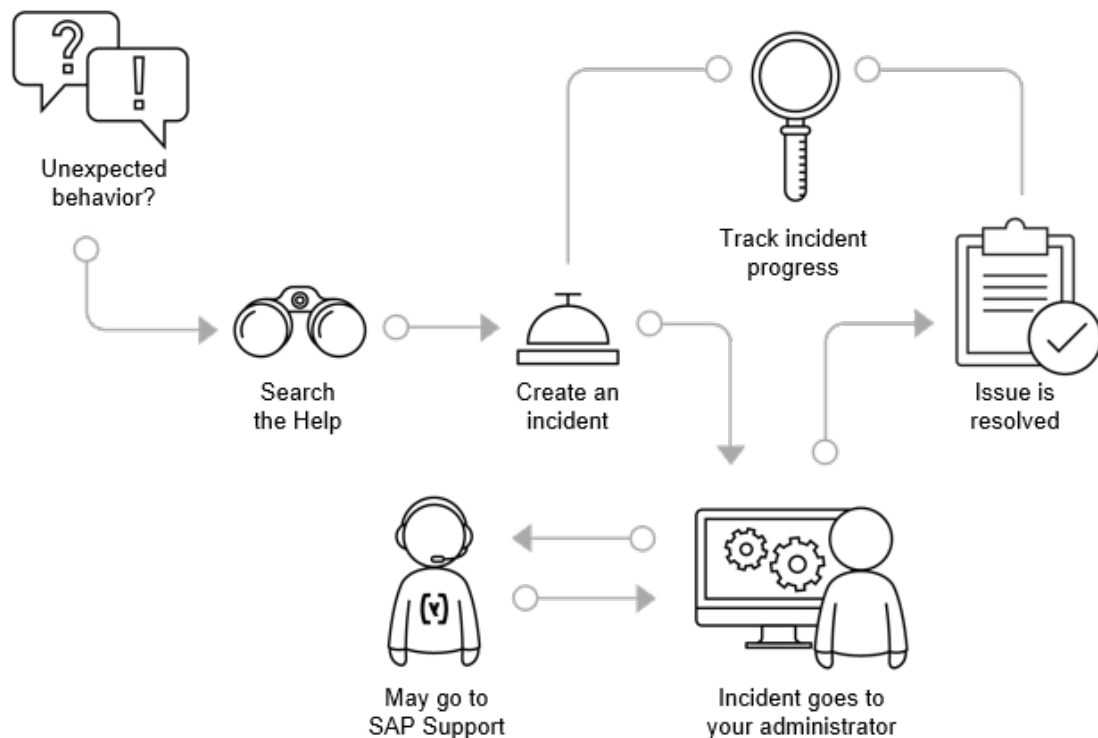 Unexpected
behavior?
Search
the Help
Create an
incident
Track incident
progress
Issue is
resolved
May go to
SAP Support
Incident goes to
your administrator